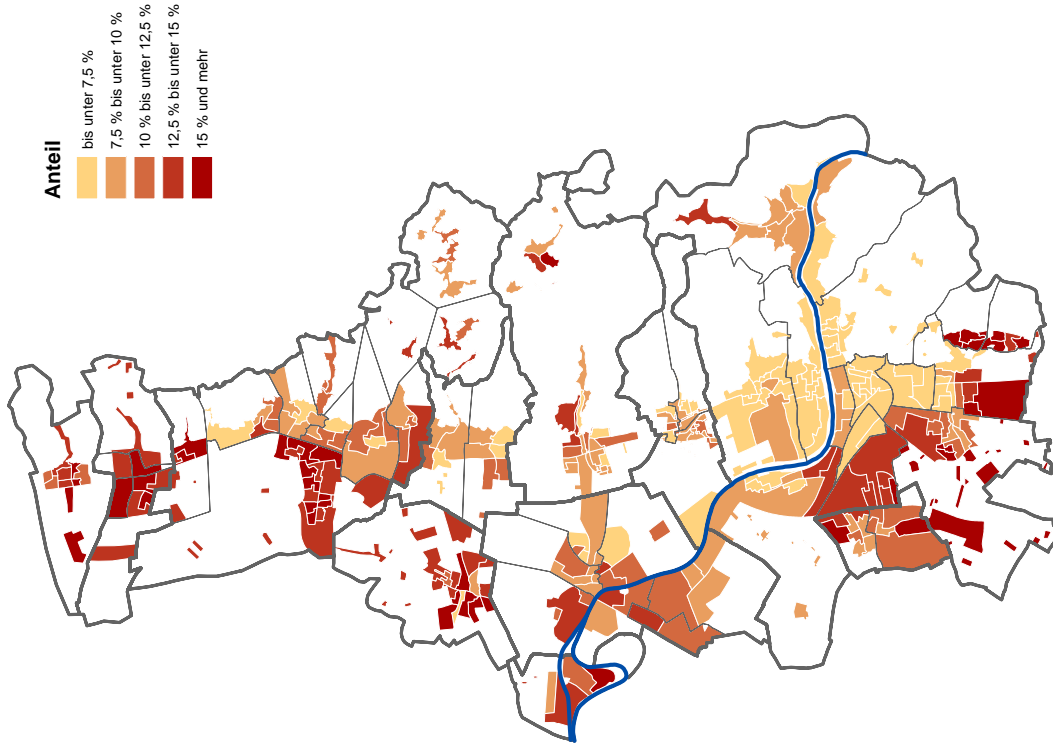 Anteil
bis unter 7,5 %
7,5 % bis unter 10 %
10 % bis unter 12,5 %
12,5 % bis unter 15 %
15 % und mehr